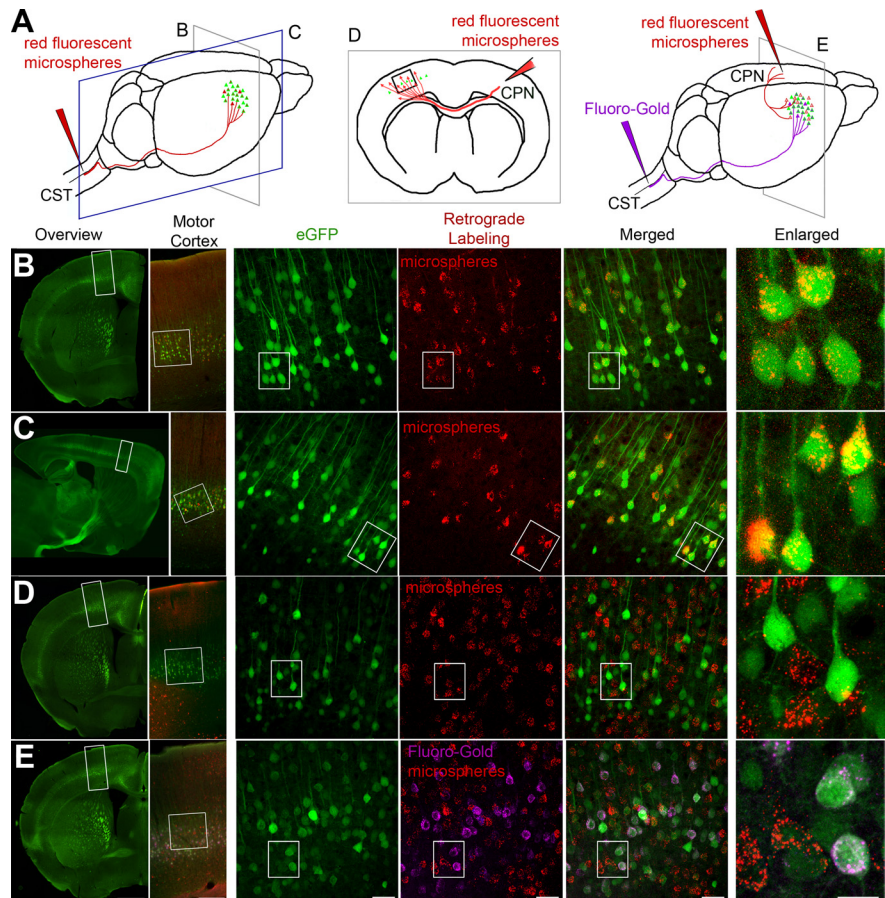 A
B
C
red fluorescent
microspheres
CST
D
red fluorescent
microspheres
CPN
red fluorescent
microspheres
E
CPN
Fluoro-Gold
CST
Overview
Motor
Cortex
eGFP
Retrograde
Labeling
Merged
Enlarged
B
microspheres
C
microspheres
D
microspheres
E
Fluoro-Gold
microspheres